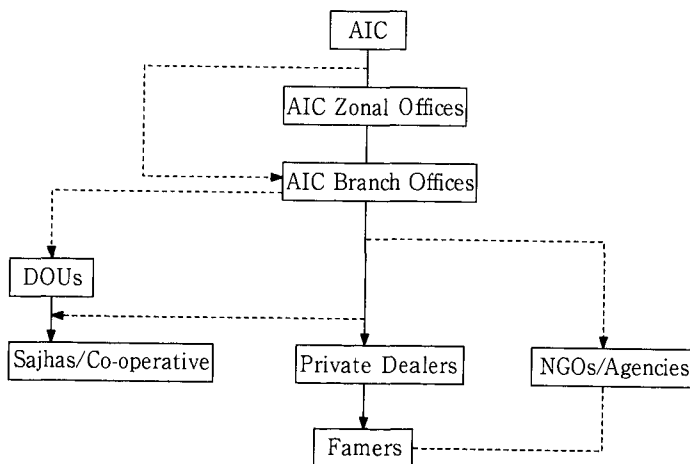 AIC
AIC Zonal Offices
AIC Branch Offices
DOUs
Sajhas/Co-operative
Private Dealers
NGOs/Agencies
Famers